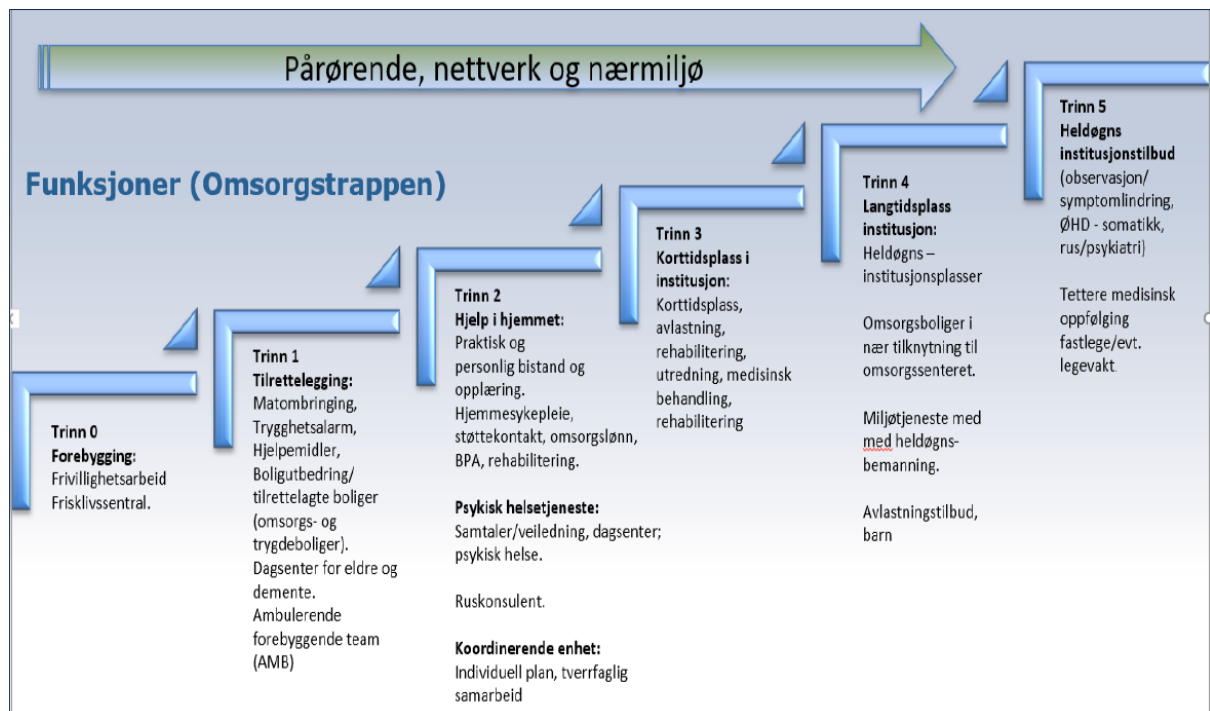 Pårørende, nettverk og nærmiljø
Funksjoner (Omsorgstrappen)
Trinn 0
Forebygging:
Frivillighetsarbeid
Frisklivssentral.
Trinn 1
Tilrettelegging:
Matombringing,
Trygghetsalarm,
Hjelpemidler,
Boligutbedring/
tilrettelagte boliger
(omsorgs- og
trygdeboliger).
Dagsenter for eldre og
demente.
Ambulerende
forebyggende team
(AMB)
Trinn 2
Hjelp i hjemmet:
Praktisk og
personlig bistand og
opplæring.
Hjemmesykepleie,
støttekontakt, omsorgslønn,
BPA, rehabilitering.
Psykisk helsetjeneste:
Samtaler/veiledning, dagsenter;
psykisk helse.
Ruskonsulent.
Koordinerende enhet:
Individuell plan, tverrfaglig
samarbeid
Trinn 3
Korttidsplass i
institusjon:
Korttidsplass,
avlastning,
rehabilitering,
utredning, medisinsk
behandling,
rehabilitering
Trinn 4
Langtidsplass
institusjon:
Heldøgns –
institusjonsplasser
Omsorgsboliger i
nær tilknytning til
omsorgssenteret.
Miljøtjeneste med
med heldøgns-
bemanning.
Avlastningstilbud,
barn
Trinn 5
Heldøgns
institusjonstilbud
(observasjon/
symptomlindring,
ØHD - somatikk,
rus/psykiatri)
Tettere medisinsk
oppfølging
fastlege/evt.
legevakt.